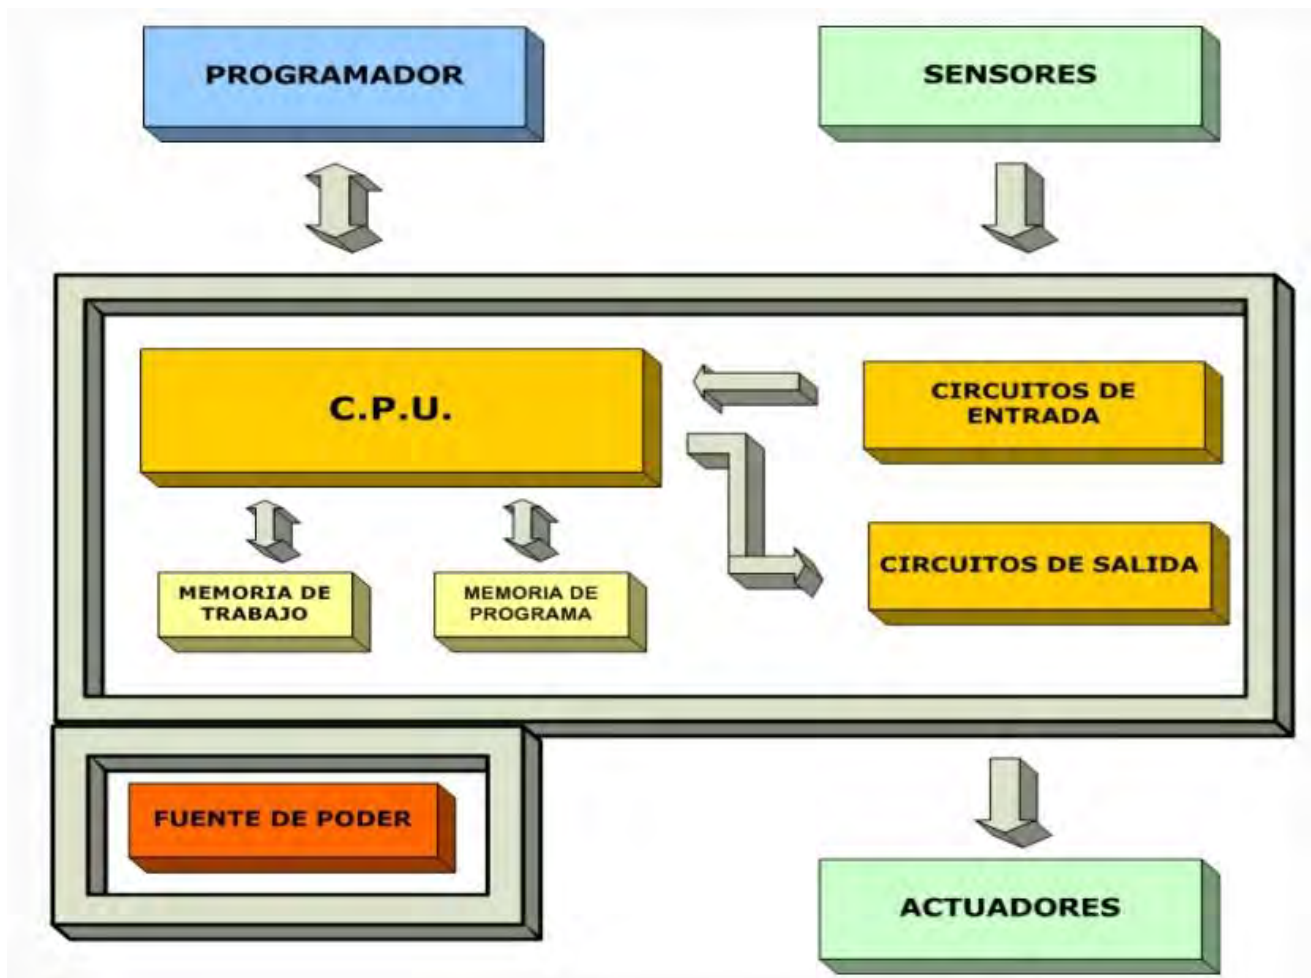 PROGRAMADOR
SENSORES
C.P.U.
CIRCUITOS DE
ENTRADA
CIRCUITOS DE SALIDA
MEMORIA DE
TRABAJO
MEMORIA DE
PROGRAMA
FUENTE DE PODER
ACTUADORES